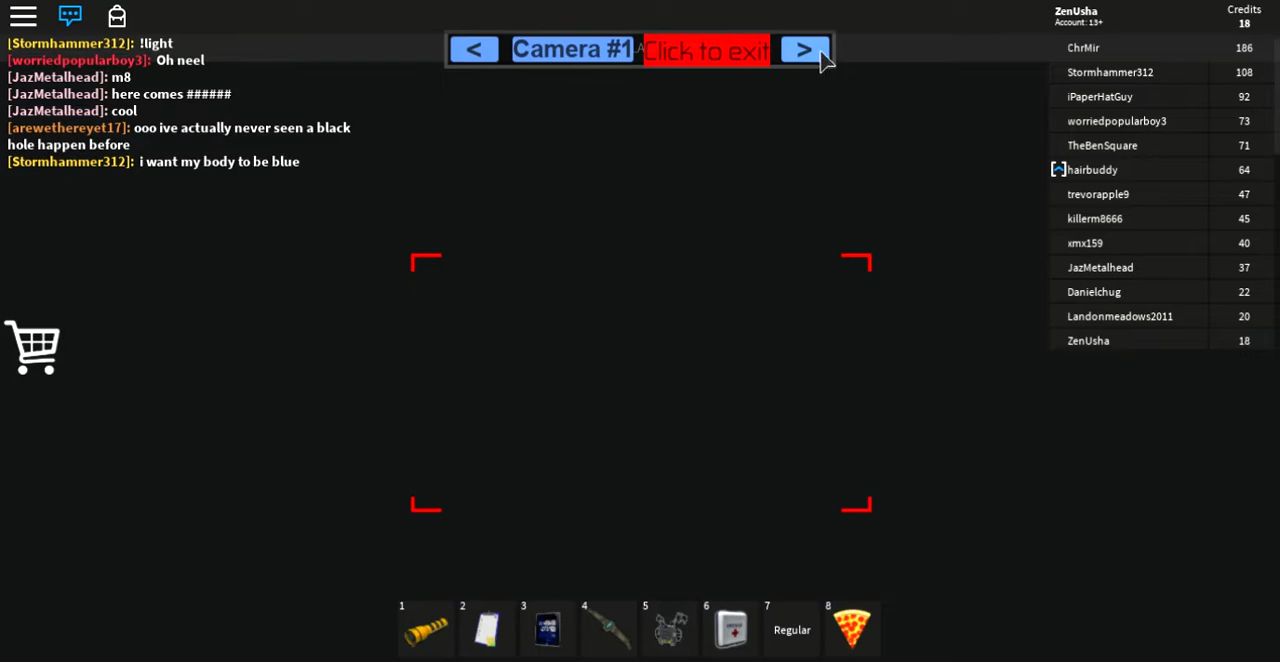 [Stormhammer312]: !light
[worriedpopularboy3]: Oh neel
[JazMetalhead]: m8
[JazMetalhead]: here comes ######
[JazMetalhead]: cool
[arewethereyet17]: ooo ive actually never seen a black
hole happen before
[Stormhammer312]: i want my body to be blue
< Camera #1 Click to exit >
ZenUsha
Account: 13+
Credits
18
ChrMir 186
Stormhammer312 108
iPaperHatGuy 92
worriedpopularboy3 73
TheBenSquare 71
hairbuddy 64
trevorapple9 47
killerm8666 45
xmx159 40
JazMetalhead 37
Danielchug 22
Landonmeadows2011 20
ZenUsha 18
1 2 3 4 5 6 7 8
Regular